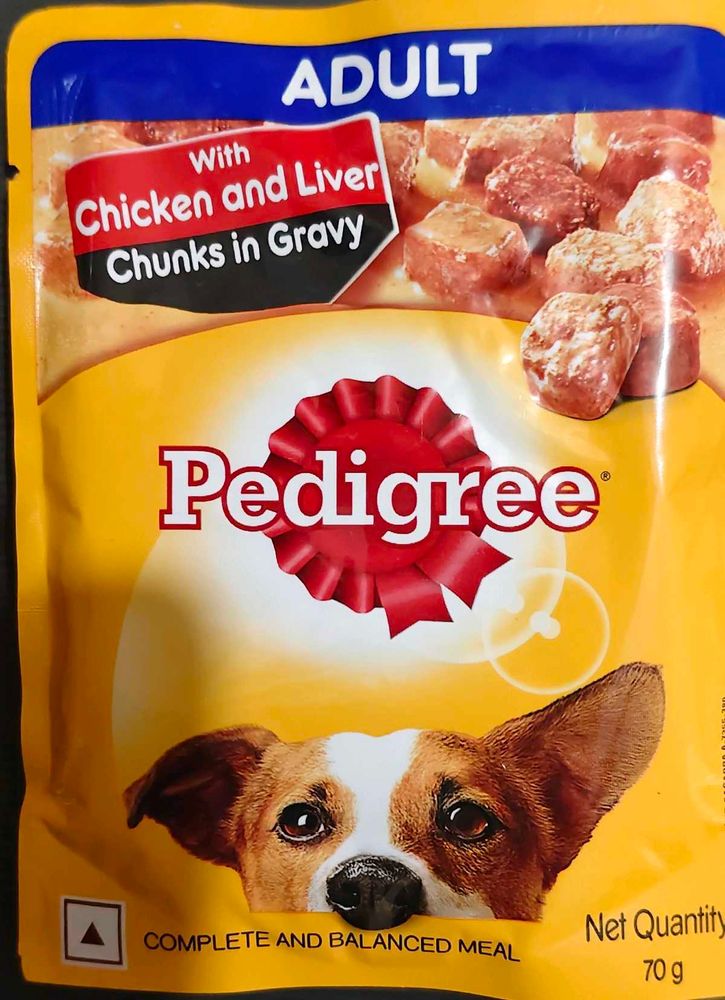 ADULT
With
Chicken and Liver
Chunks in Gravy
Pedigree®
COMPLETE AND BALANCED MEAL
Net Quantity
70 g